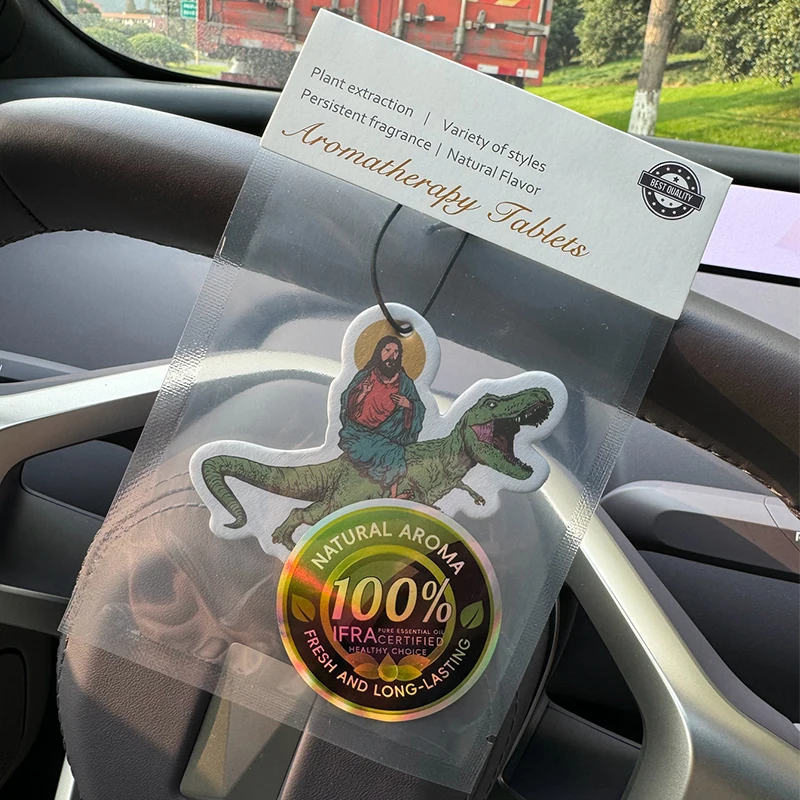 Plant extraction | Variety of styles
Persistent fragrance | Natural Flavor
Aromatherapy Tablets
BEST QUALITY
NATURAL AROMA
100%
PURE ESSENTIAL OIL
IFRA CERTIFIED
HEALTHY CHOICE
FRESH AND LONG-LASTING